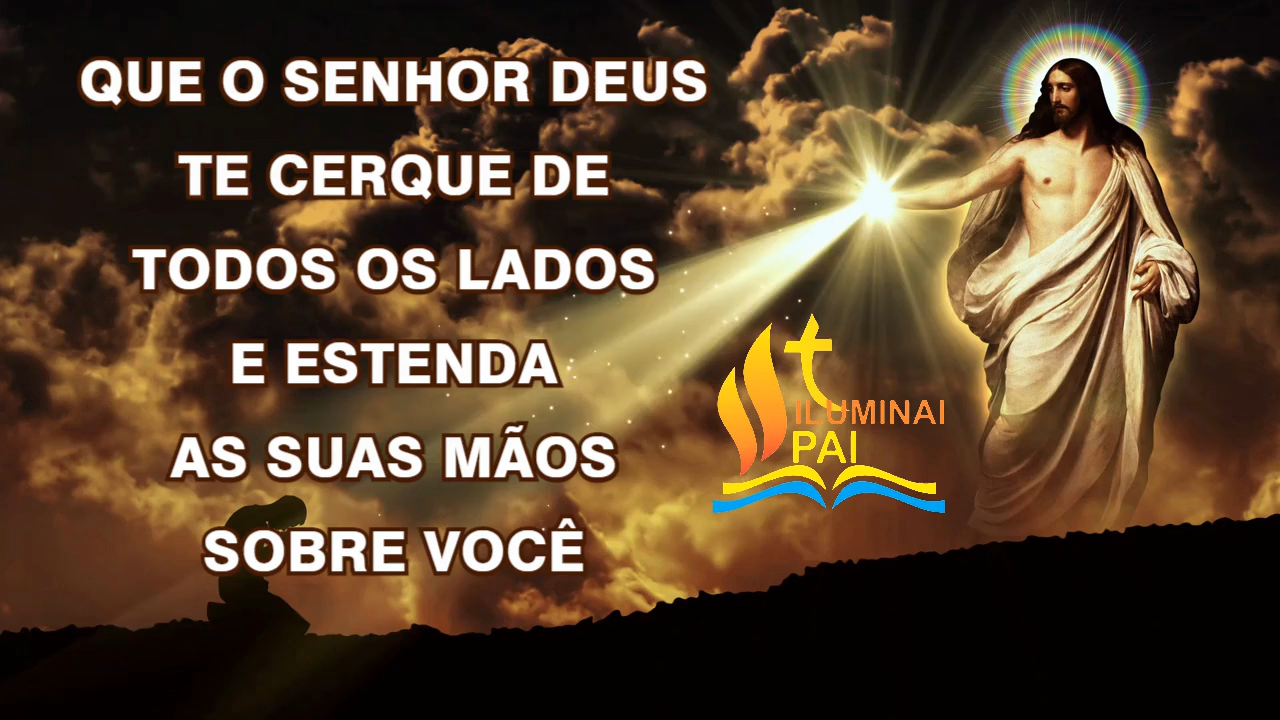 QUE O SENHOR DEUS
TE CERQUE DE
TODOS OS LADOS
E ESTENDA
AS SUAS MÃOS
SOBRE VOCÊ
ILUMINAI
PAI